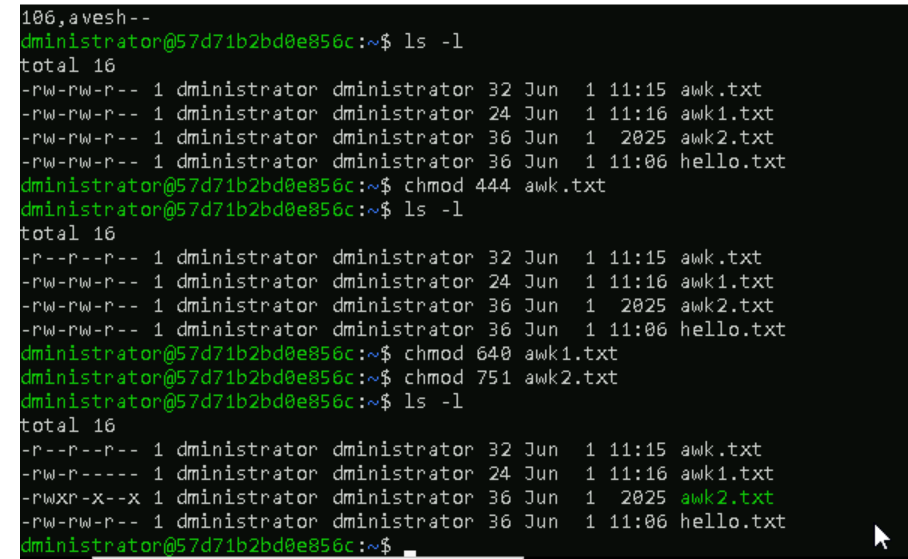 106,avesh--
dministrator@57d71b2bd0e856c:~$ ls -l
total 16
-rw-rw-r-- 1 dministrator dministrator 32 Jun  1 11:15 awk.txt
-rw-rw-r-- 1 dministrator dministrator 24 Jun  1 11:16 awk1.txt
-rw-rw-r-- 1 dministrator dministrator 36 Jun  1  2025 awk2.txt
-rw-rw-r-- 1 dministrator dministrator 36 Jun  1 11:06 hello.txt
dministrator@57d71b2bd0e856c:~$ chmod 444 awk.txt
dministrator@57d71b2bd0e856c:~$ ls -l
total 16
-r--r--r-- 1 dministrator dministrator 32 Jun  1 11:15 awk.txt
-rw-rw-r-- 1 dministrator dministrator 24 Jun  1 11:16 awk1.txt
-rw-rw-r-- 1 dministrator dministrator 36 Jun  1  2025 awk2.txt
-rw-rw-r-- 1 dministrator dministrator 36 Jun  1 11:06 hello.txt
dministrator@57d71b2bd0e856c:~$ chmod 640 awk1.txt
dministrator@57d71b2bd0e856c:~$ chmod 751 awk2.txt
dministrator@57d71b2bd0e856c:~$ ls -l
total 16
-r--r--r-- 1 dministrator dministrator 32 Jun  1 11:15 awk.txt
-rw-r----- 1 dministrator dministrator 24 Jun  1 11:16 awk1.txt
-rwxr-x--x 1 dministrator dministrator 36 Jun  1  2025 awk2.txt
-rw-rw-r-- 1 dministrator dministrator 36 Jun  1 11:06 hello.txt
dministrator@57d71b2bd0e856c:~$